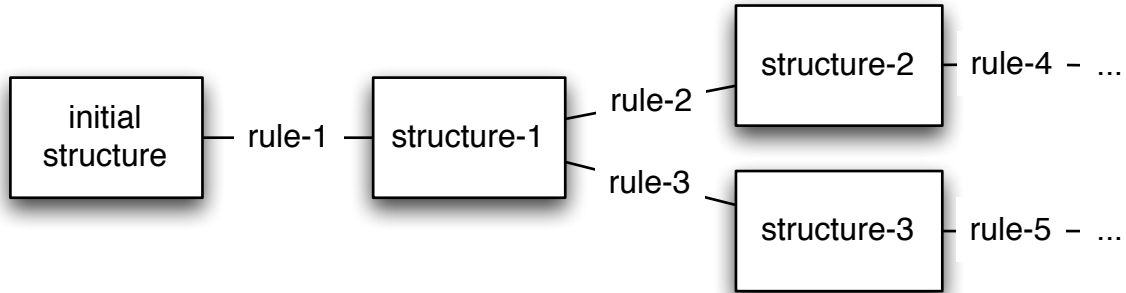 initial
structure
rule-1
structure-1
rule-2
structure-2
rule-4
...
rule-3
structure-3
rule-5
...